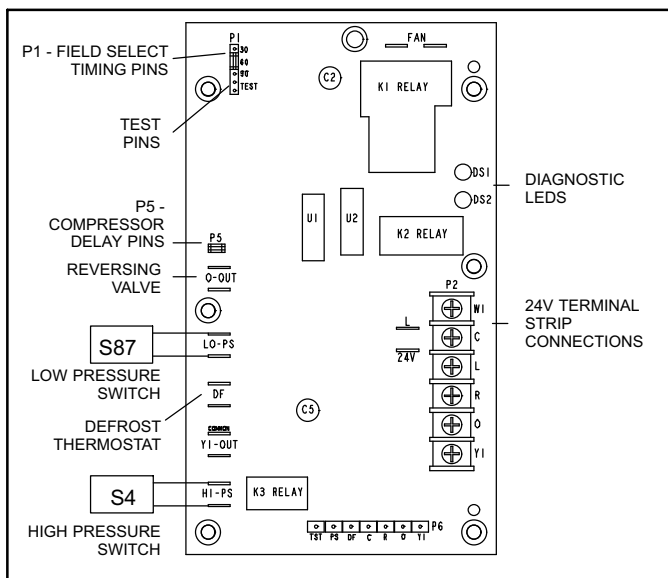 P1 - FIELD SELECT
TIMING PINS
TEST
PINS
P5 -
COMPRESSOR
DELAY PINS
REVERSING
VALVE
S87
LOW PRESSURE
SWITCH
DEFROST
THERMOSTAT
S4
HIGH PRESSURE
SWITCH
P1
30
60
90
TEST
FAN
C2
K1 RELAY
DS1
DS2
DIAGNOSTIC
LEDS
U1
U2
K2 RELAY
P5
O-OUT
LO-PS
DF
COMMON
Y1-OUT
HI-PS
K3 RELAY
C5
L
24V
P2
W1
C
L
R
O
Y1
24V TERMINAL
STRIP
CONNECTIONS
P6
TST PS DF C R O Y1